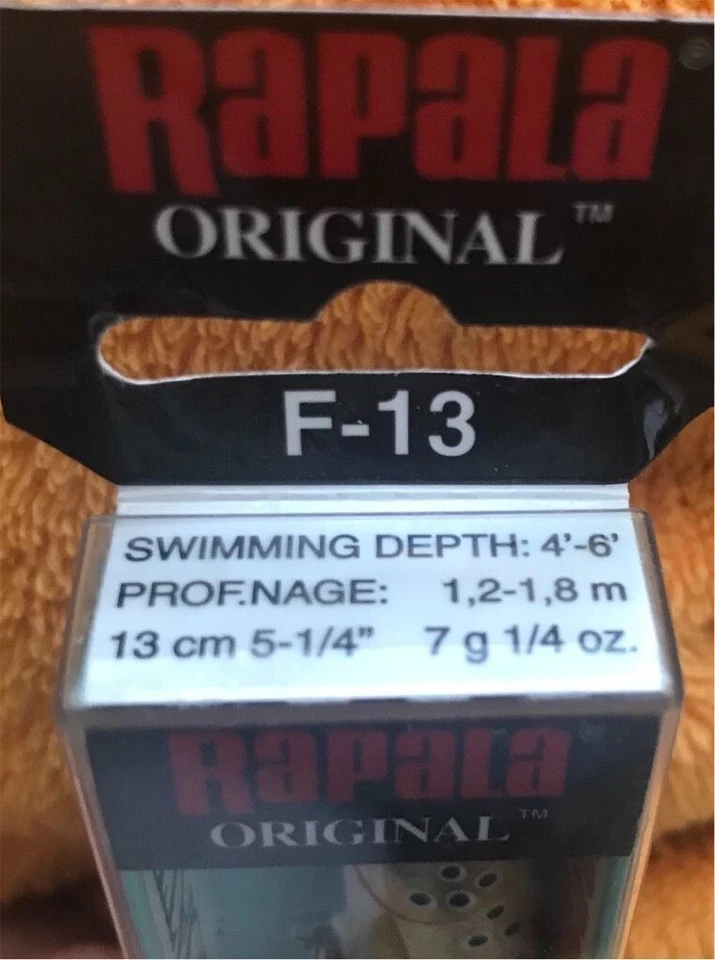 RAPALA
ORIGINAL™
F-13
SWIMMING DEPTH: 4'-6'
PROF.NAGE: 1,2-1,8 m
13 cm 5-1/4” 7 g 1/4 oz.
RAPALA
ORIGINAL™